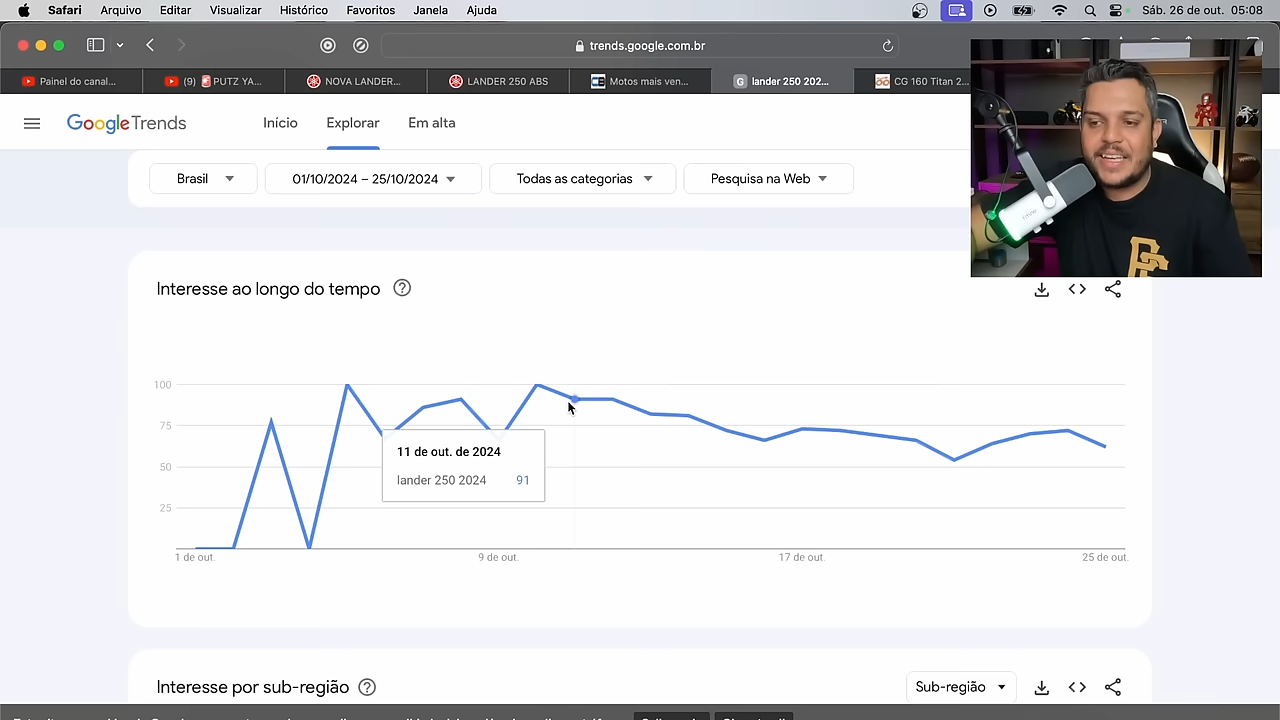 Safari Arquivo Editar Visualizar Histórico Favoritos Janela Ajuda Sáb. 26 de out. 05:08
trends.google.com.br
Painel do canal... (9) 🚨PUTZ YA... NOVA LANDER... LANDER 250 ABS Motos mais ven... lander 250 202... CG 160 Titan 2...
Google Trends Início Explorar Em alta
Brasil 01/10/2024 – 25/10/2024 Todas as categorias Pesquisa na Web
Interesse ao longo do tempo
100
75
50
25
11 de out. de 2024
lander 250 2024 91
1 de out. 9 de out. 17 de out. 25 de out.
Interesse por sub-região Sub-região